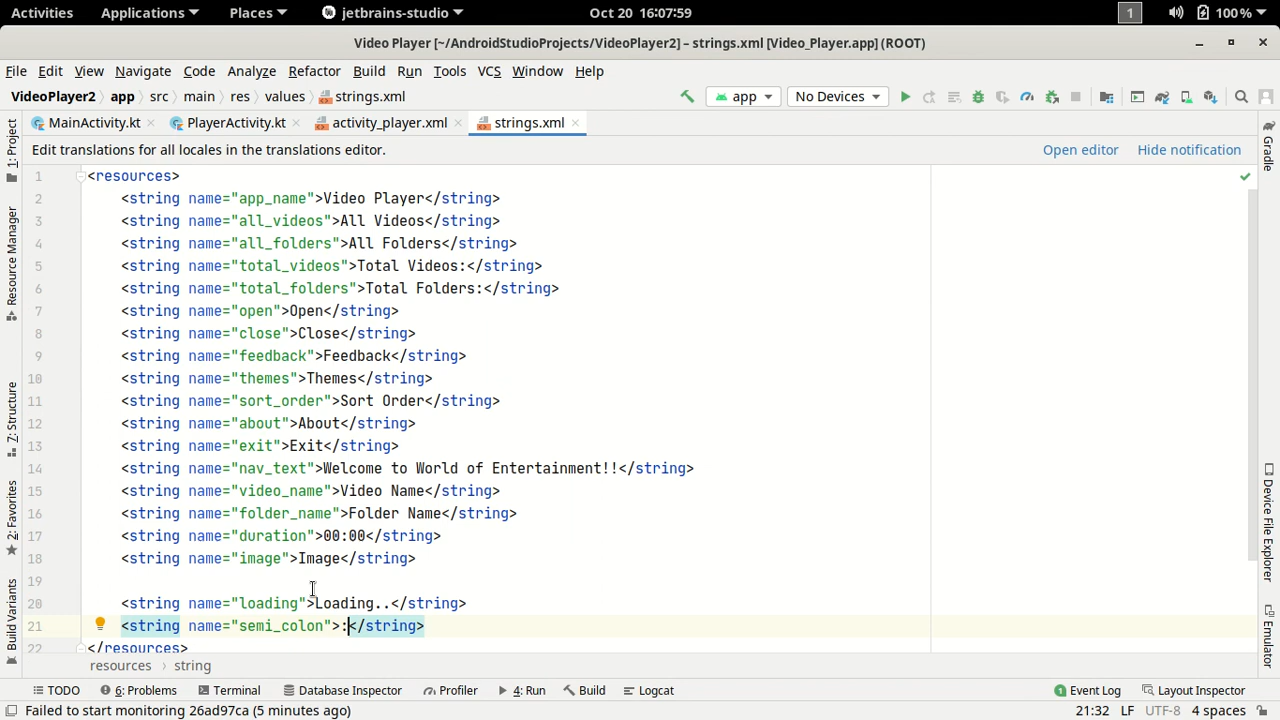 Activities Applications Places jetbrains-studio Oct 20 16:07:59 1 100%
Video Player [~/AndroidStudioProjects/VideoPlayer2] – strings.xml [Video_Player.app] (ROOT)
File Edit View Navigate Code Analyze Refactor Build Run Tools VCS Window Help
VideoPlayer2 app src main res values strings.xml app No Devices
MainActivity.kt PlayerActivity.kt activity_player.xml strings.xml
Edit translations for all locales in the translations editor. Open editor Hide notification
1 <resources>
2 <string name="app_name">Video Player</string>
3 <string name="all_videos">All Videos</string>
4 <string name="all_folders">All Folders</string>
5 <string name="total_videos">Total Videos:</string>
6 <string name="total_folders">Total Folders:</string>
7 <string name="open">Open</string>
8 <string name="close">Close</string>
9 <string name="feedback">Feedback</string>
10 <string name="themes">Themes</string>
11 <string name="sort_order">Sort Order</string>
12 <string name="about">About</string>
13 <string name="exit">Exit</string>
14 <string name="nav_text">Welcome to World of Entertainment!!</string>
15 <string name="video_name">Video Name</string>
16 <string name="folder_name">Folder Name</string>
17 <string name="duration">00:00</string>
18 <string name="image">Image</string>
19
20 <string name="loading">Loading..</string>
21 <string name="semi_colon">:</string>
22 </resources>
resources string
TODO 6: Problems Terminal Database Inspector Profiler 4: Run Build Logcat 1 Event Log Layout Inspector
Failed to start monitoring 26ad97ca (5 minutes ago) 21:32 LF UTF-8 4 spaces
1: Project
Resource Manager
Z: Structure
2: Favorites
Build Variants
Gradle
Device File Explorer
Emulator